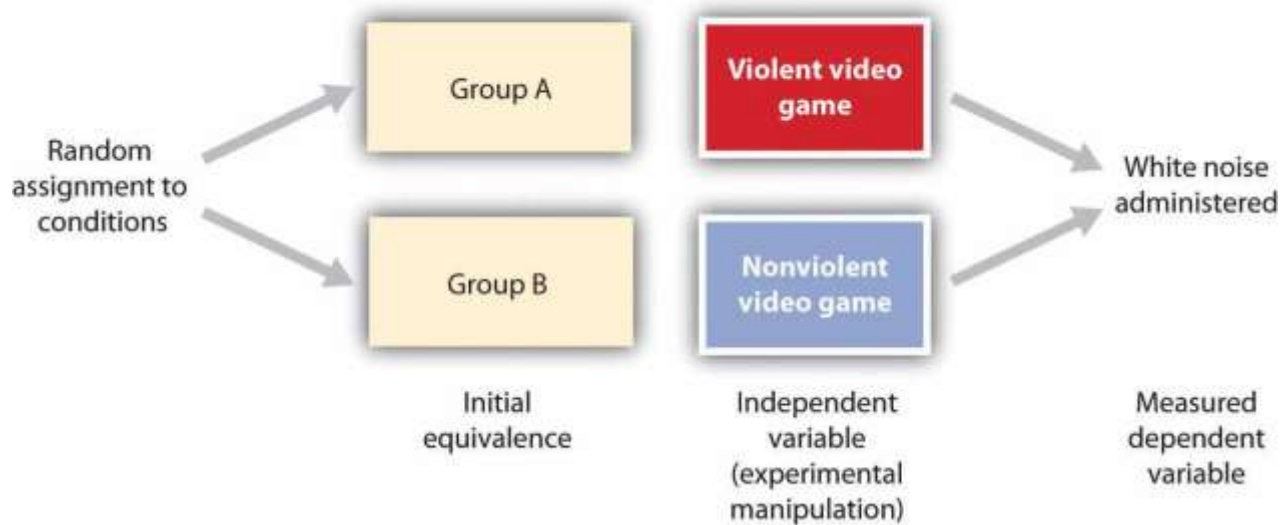 Random
assignment to
conditions
Group A
Group B
Violent video
game
Nonviolent
video game
White noise
administered
Initial
equivalence
Independent
variable
(experimental
manipulation)
Measured
dependent
variable